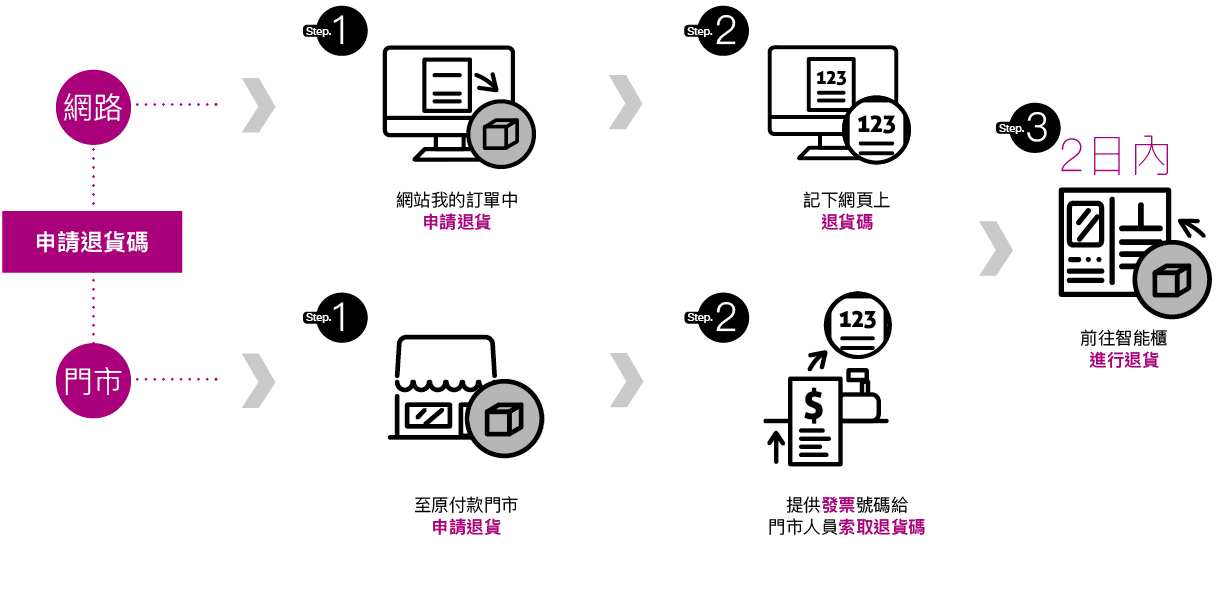 申請退貨碼
網路
Step.1
網站我的訂單中
申請退貨
Step.2
123
123
記下網頁上
退貨碼
門市
Step.1
至原付款門市
申請退貨
Step.2
123
$
提供發票號碼給
門市人員索取退貨碼
Step.3
2日內
前往智能櫃
進行退貨